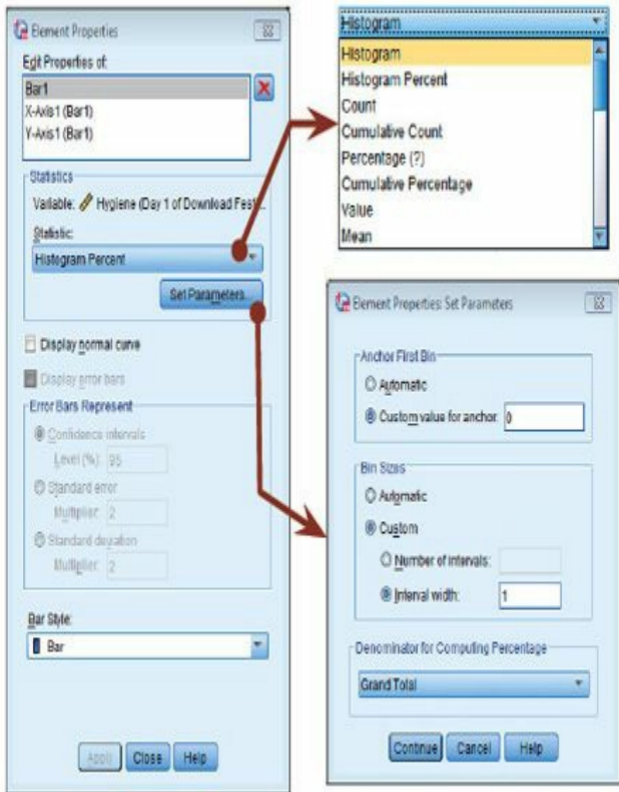 Element Properties
Edit Properties of:
Bar1
X-Axis1 (Bar1)
Y-Axis1 (Bar1)
Statistics
Variable: Hygiene (Day 1 of Download Fest...
Statistic:
Histogram Percent
Set Parameters...
Display normal curve
Display error bars
Error Bars Represent
Confidence intervals
Level (%): 95
Standard error
Multiplier: 2
Standard deviation
Multiplier: 2
Bar Style:
Bar
Apply Close Help
Histogram
Histogram
Histogram Percent
Count
Cumulative Count
Percentage (?)
Cumulative Percentage
Value
Mean
Element Properties: Set Parameters
Anchor First Bin
Automatic
Custom value for anchor: 0
Bin Sizes
Automatic
Custom
Number of intervals:
Interval width: 1
Denominator for Computing Percentage
Grand Total
Continue Cancel Help